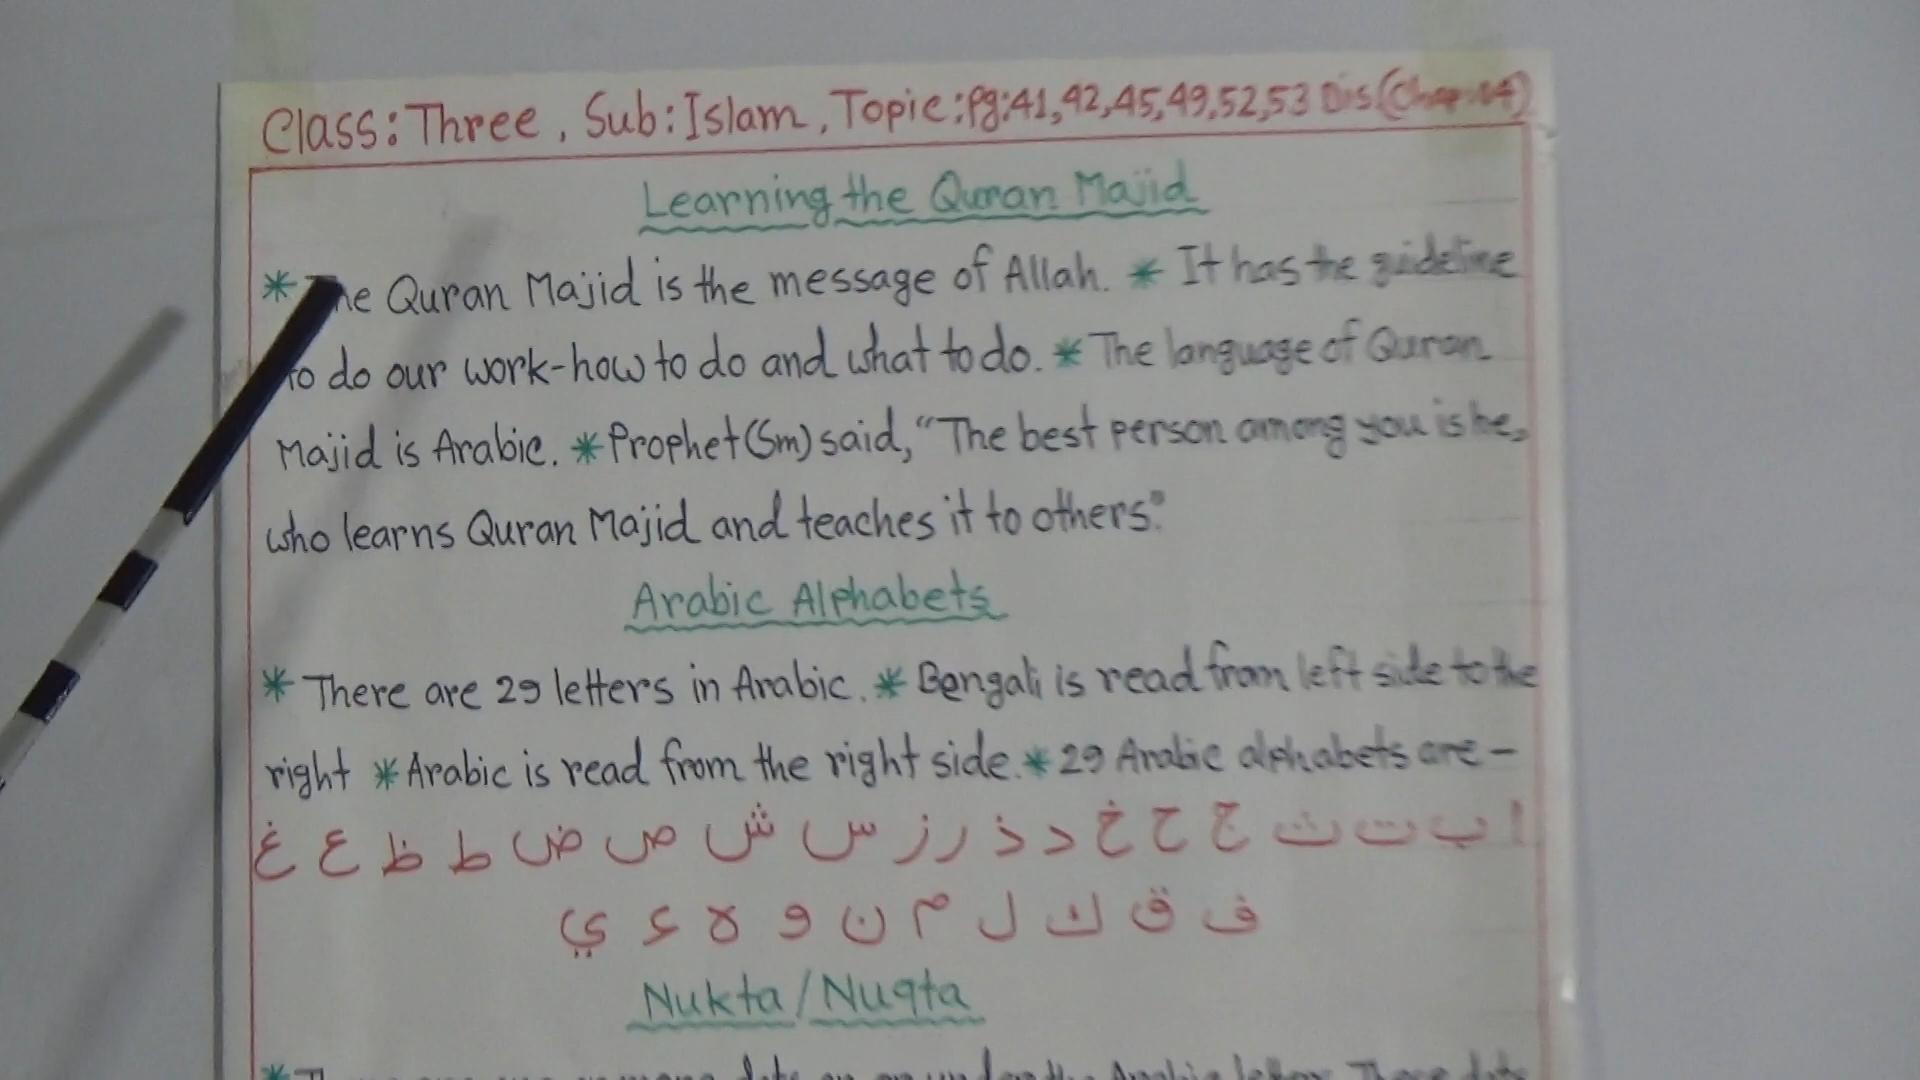 Class: Three, Sub: Islam, Topic: Pg: 41, 42, 45, 49, 52, 53 Dis (Chap-04)
Learning the Quran Majid
* The Quran Majid is the message of Allah. * It has the guideline
to do our work-how to do and what to do. * The language of Quran
Majid is Arabic. * Prophet (Sm) said, "The best person among you is he,
who learns Quran Majid and teaches it to others."
Arabic Alphabets
* There are 29 letters in Arabic. * Bengali is read from left side to the
right * Arabic is read from the right side. * 29 Arabic alphabets are -
ا ب ت ث ج ح خ د ذ ر ز س ش ص ض ط ظ ع غ
ف ق ك ل م ن و ه ء ي
Nukta / Nuqta